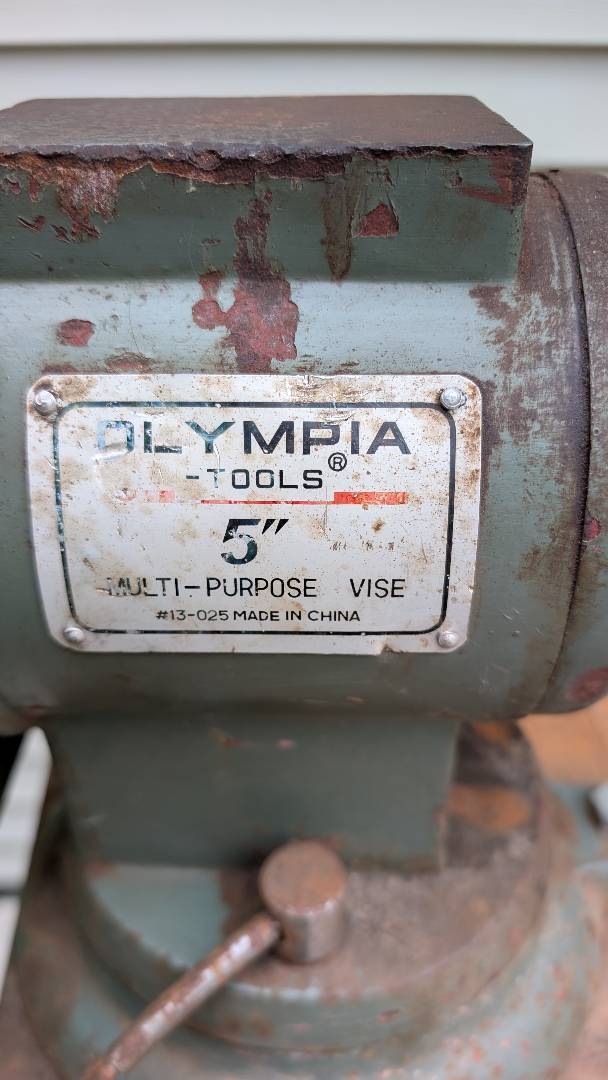 OLYMPIA
-TOOLS®
5"
MULTI-PURPOSE VISE
#13-025 MADE IN CHINA